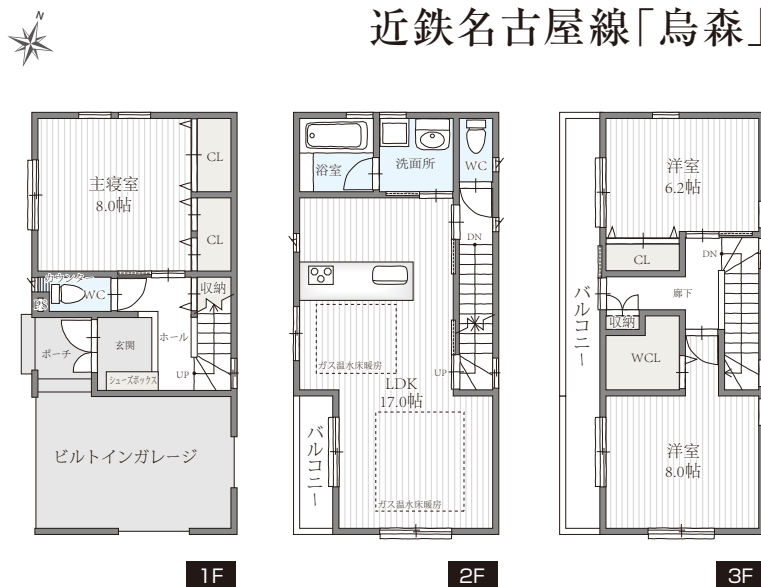 N
近鉄名古屋線「烏森」
主寝室
8.0帖
CL
CL
カウンター
WC
収納
PS
ポーチ
玄関
ホール
シューズボックス
UP
ビルトインガレージ
1F
浴室
洗面所
WC
DN
ガス温水床暖房
UP
LDK
17.0帖
バルコニー
ガス温水床暖房
2F
洋室
6.2帖
CL
DN
バルコニー
廊下
収納
WCL
洋室
8.0帖
3F